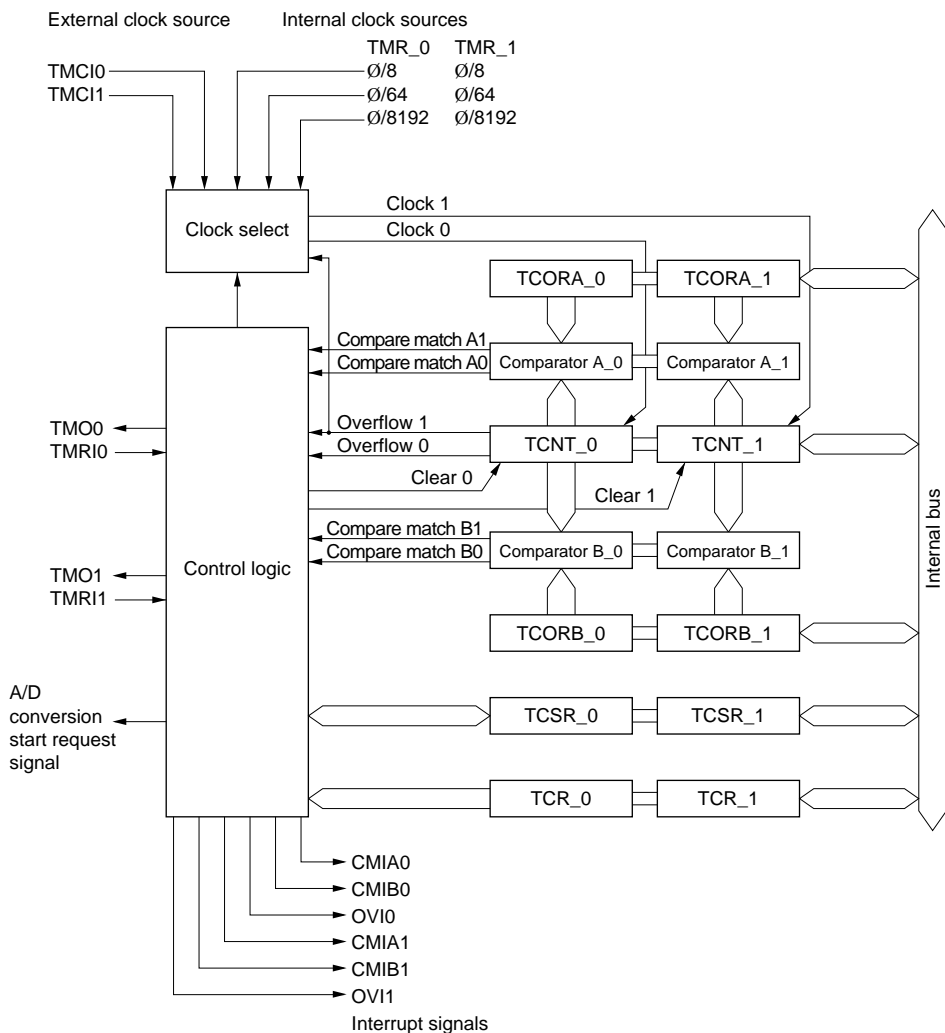 External clock source
Internal clock sources
TMR_0
TMR_1
TMCI0
Ø/8
Ø/8
TMCI1
Ø/64
Ø/64
Ø/8192
Ø/8192
Clock select
Clock 1
Clock 0
TCORA_0
TCORA_1
Compare match A1
Compare match A0
Comparator A_0
Comparator A_1
TMO0
TMRI0
Overflow 1
Overflow 0
TCNT_0
TCNT_1
Clear 0
Clear 1
Compare match B1
Compare match B0
Comparator B_0
Comparator B_1
Control logic
TMO1
TMRI1
Internal bus
TCORB_0
TCORB_1
A/D
conversion
start request
signal
TCSR_0
TCSR_1
TCR_0
TCR_1
CMIA0
CMIB0
OVI0
CMIA1
CMIB1
OVI1
Interrupt signals